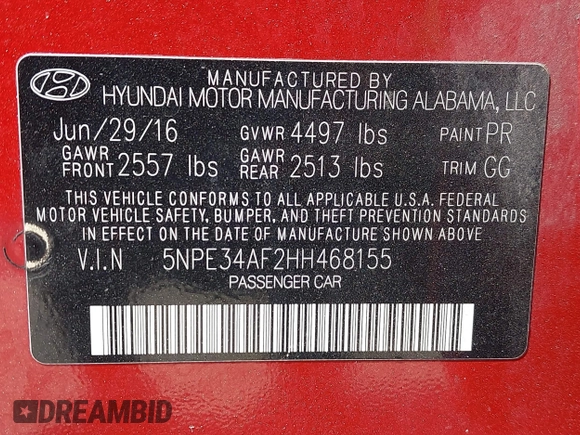 MANUFACTURED BY
HYUNDAI MOTOR MANUFACTURING ALABAMA, LLC
Jun/29/16 GVWR 4497 lbs PAINT PR
GAWR FRONT 2557 lbs GAWR REAR 2513 lbs TRIM GG
THIS VEHICLE CONFORMS TO ALL APPLICABLE U.S.A. FEDERAL
MOTOR VEHICLE SAFETY, BUMPER, AND THEFT PREVENTION STANDARDS
IN EFFECT ON THE DATE OF MANUFACTURE SHOWN ABOVE
V.I.N 5NPE34AF2HH468155
PASSENGER CAR
DREAMBID